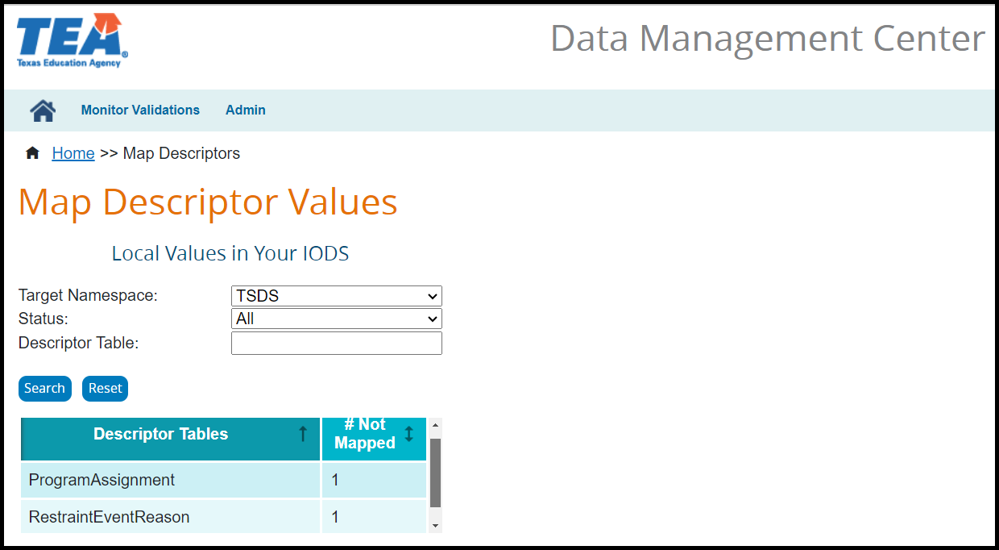 TEA®
Texas Education Agency
Data Management Center
Monitor Validations Admin
Home >> Map Descriptors
Map Descriptor Values
Local Values in Your IODS
Target Namespace: TSDS
Status: All
Descriptor Table:
Search Reset
Descriptor Tables # Not Mapped
ProgramAssignment 1
RestraintEventReason 1